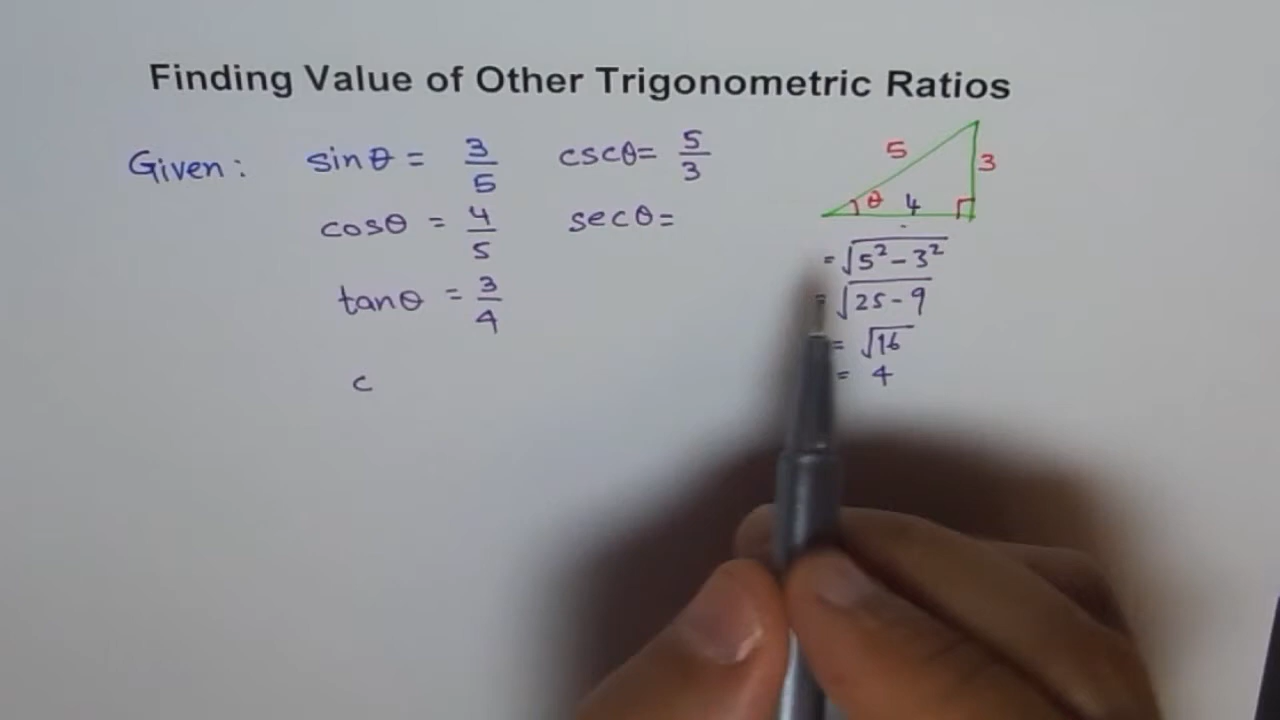 Finding Value of Other Trigonometric Ratios
Given: sinθ = 3/5 cscθ= 5/3
cosθ = 4/5 secθ=
tanθ = 3/4
c
5
3
θ 4
= √5² - 3²
= √25 - 9
= √16
= 4